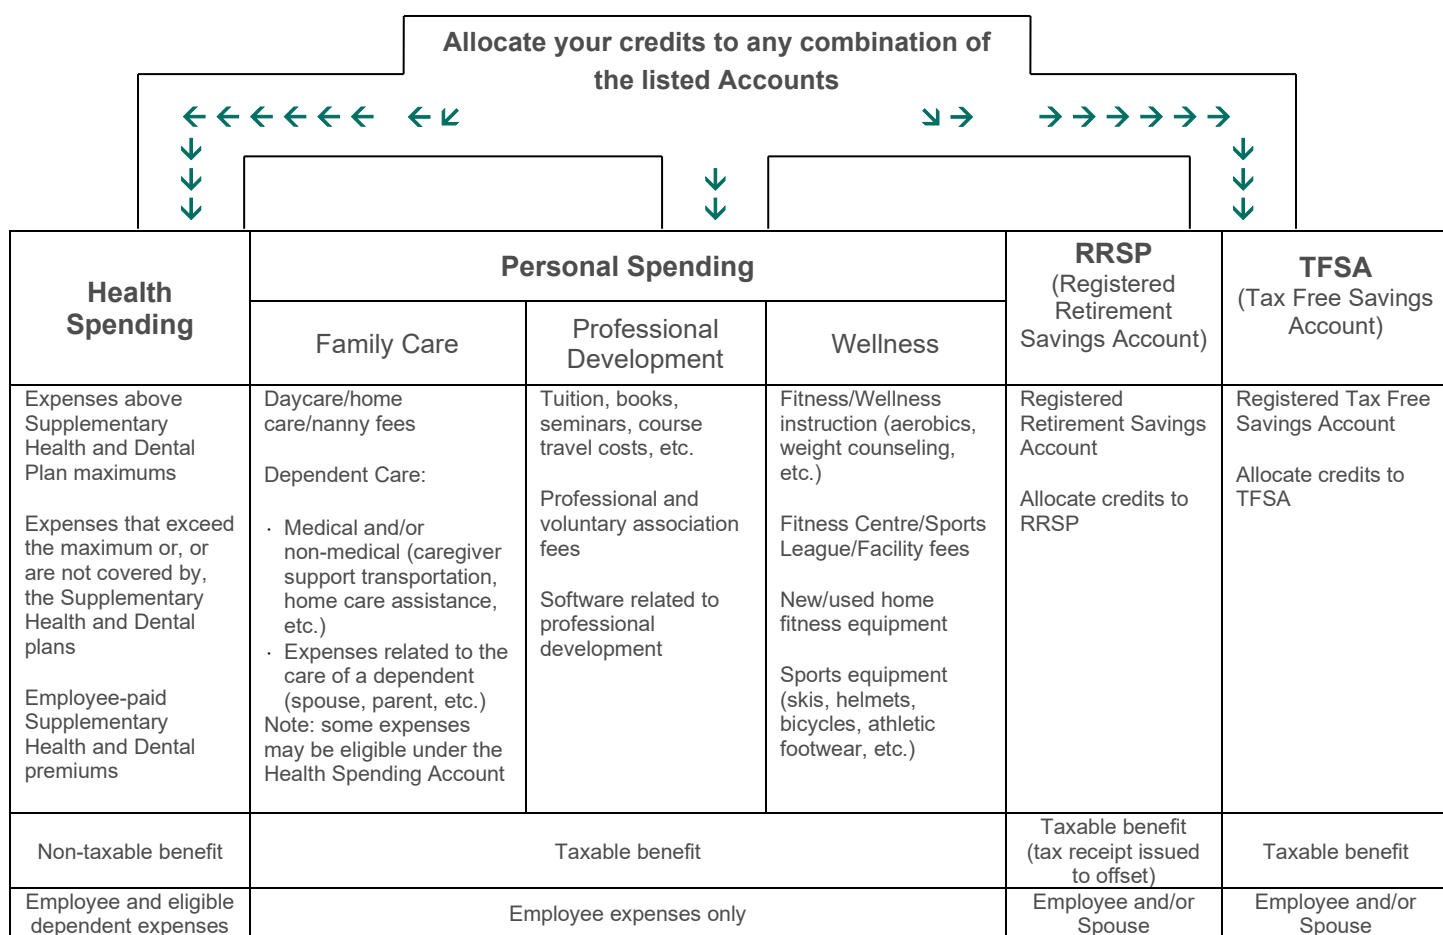 Allocate your credits to any combination of
the listed Accounts
Health
Spending
Personal Spending
RRSP
(Registered
Retirement
Savings Account)
TFSA
(Tax Free Savings
Account)
Family Care
Professional
Development
Wellness
Expenses above
Supplementary
Health and Dental
Plan maximums
Expenses that exceed
the maximum or, or
are not covered by,
the Supplementary
Health and Dental
plans
Employee-paid
Supplementary
Health and Dental
premiums
Daycare/home
care/nanny fees
Dependent Care:
· Medical and/or
non-medical (caregiver
support transportation,
home care assistance,
etc.)
· Expenses related to the
care of a dependent
(spouse, parent, etc.)
Note: some expenses
may be eligible under the
Health Spending Account
Tuition, books,
seminars, course
travel costs, etc.
Professional and
voluntary association
fees
Software related to
professional
development
Fitness/Wellness
instruction (aerobics,
weight counseling,
etc.)
Fitness Centre/Sports
League/Facility fees
New/used home
fitness equipment
Sports equipment
(skis, helmets,
bicycles, athletic
footwear, etc.)
Registered
Retirement Savings
Account
Allocate credits to
RRSP
Registered Tax Free
Savings Account
Allocate credits to
TFSA
Non-taxable benefit
Taxable benefit
Taxable benefit
(tax receipt issued
to offset)
Taxable benefit
Employee and eligible
dependent expenses
Employee expenses only
Employee and/or
Spouse
Employee and/or
Spouse